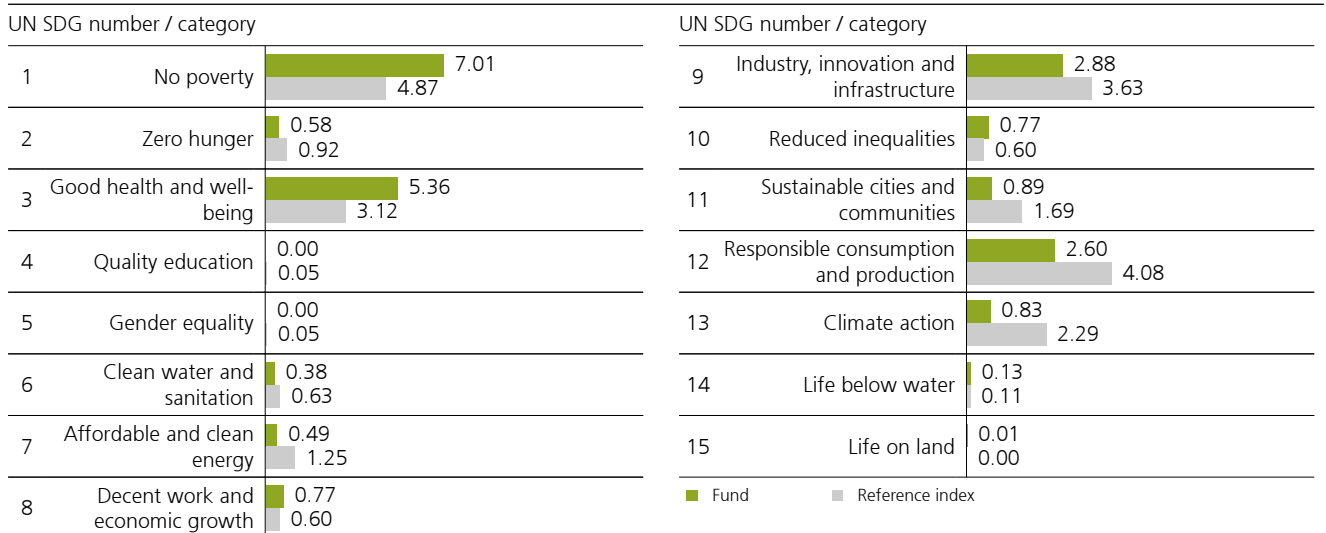 UN SDG number / category
1 No poverty 7.01
4.87
2 Zero hunger 0.58
0.92
3 Good health and well-
being 5.36
3.12
4 Quality education 0.00
0.05
5 Gender equality 0.00
0.05
6 Clean water and
sanitation 0.38
0.63
7 Affordable and clean
energy 0.49
1.25
8 Decent work and
economic growth 0.77
0.60
UN SDG number / category
9 Industry, innovation and
infrastructure 2.88
3.63
10 Reduced inequalities 0.77
0.60
11 Sustainable cities and
communities 0.89
1.69
12 Responsible consumption
and production 2.60
4.08
13 Climate action 0.83
2.29
14 Life below water 0.13
0.11
15 Life on land 0.01
0.00
Fund Reference index